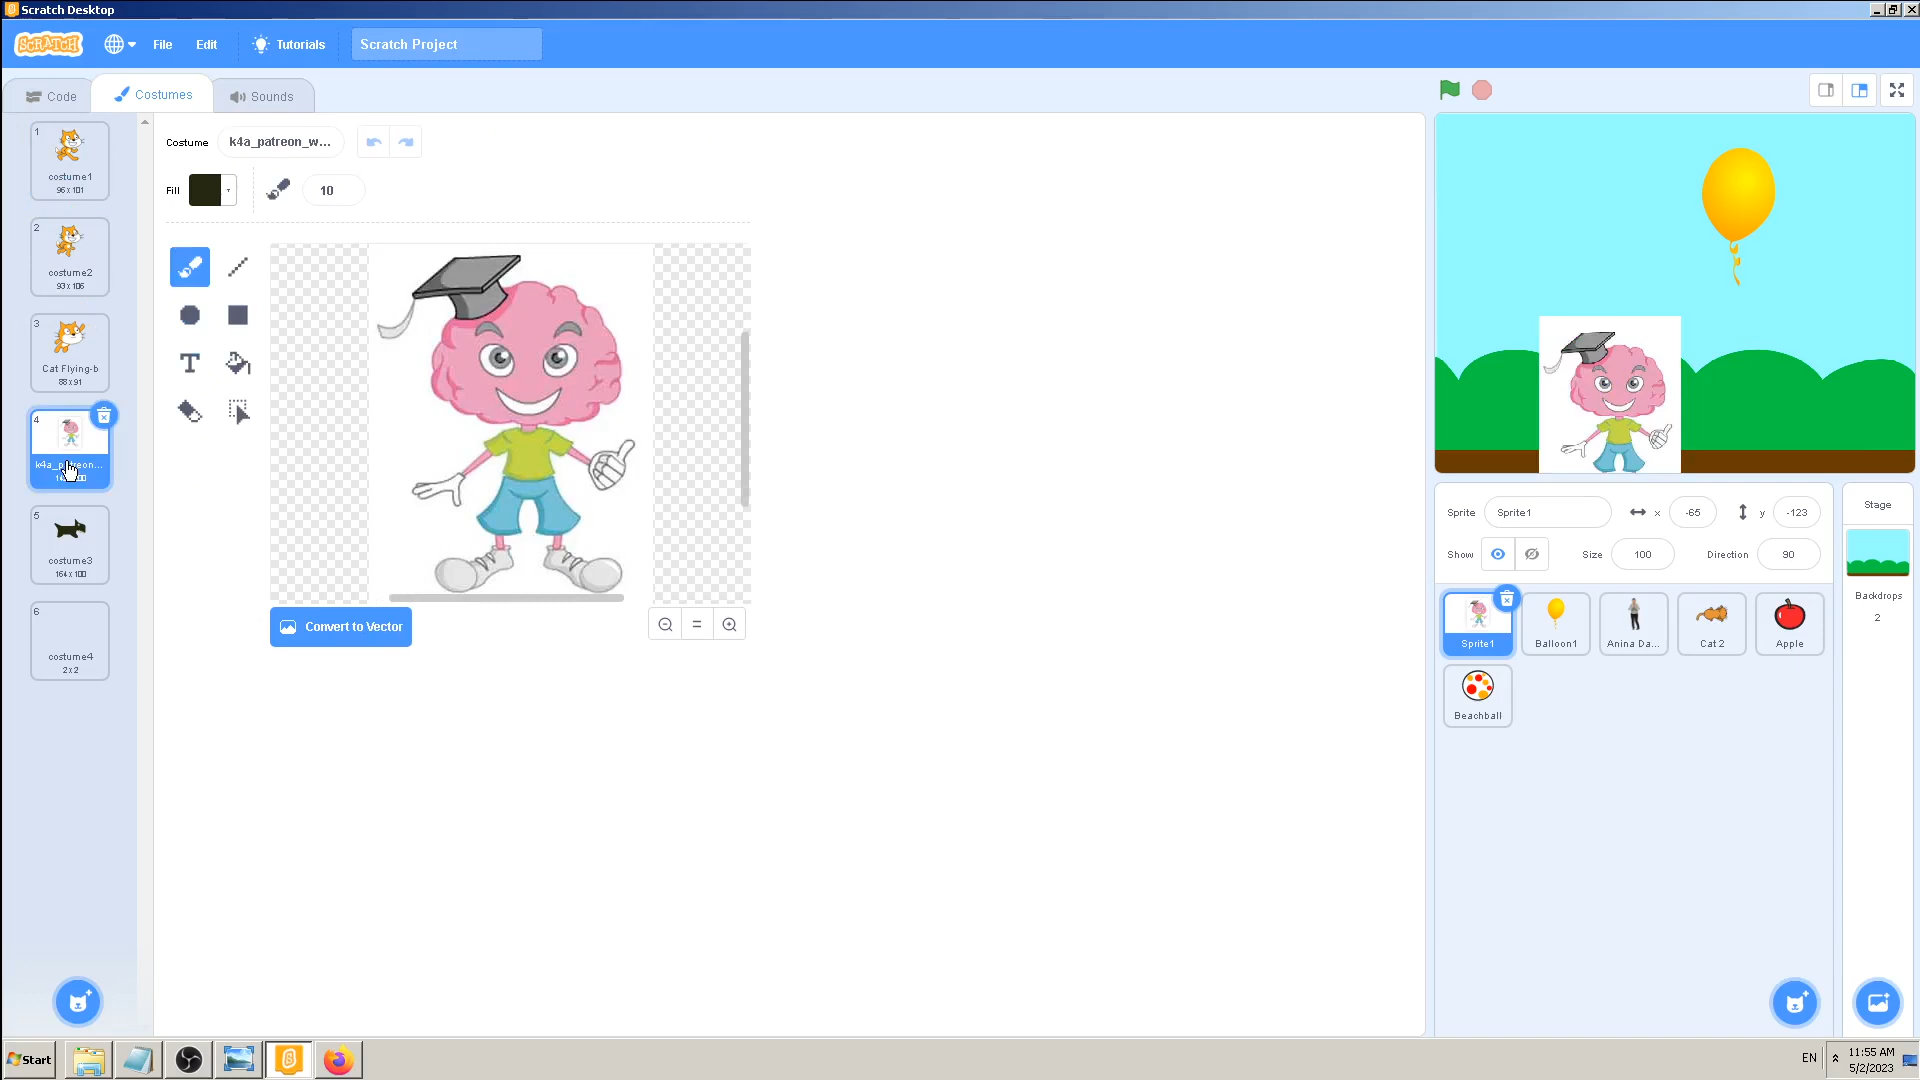 Scratch Desktop
SCRATCH
File
Edit
Tutorials
Scratch Project
Code
Costumes
Sounds
1
costume1
96 x 101
2
costume2
93 x 106
3
Cat Flying-b
88 x 91
4
5
costume3
164 x 100
6
costume4
2 x 2
Costume
k4a_patreon_w...
Fill
10
T
Convert to Vector
Sprite
Sprite1
x
-65
y
-123
Show
Size
100
Direction
90
Sprite1
Balloon1
Anina Da...
Cat 2
Apple
Beachball
Stage
Backdrops
2
Start
EN
11:55 AM
5/2/2023